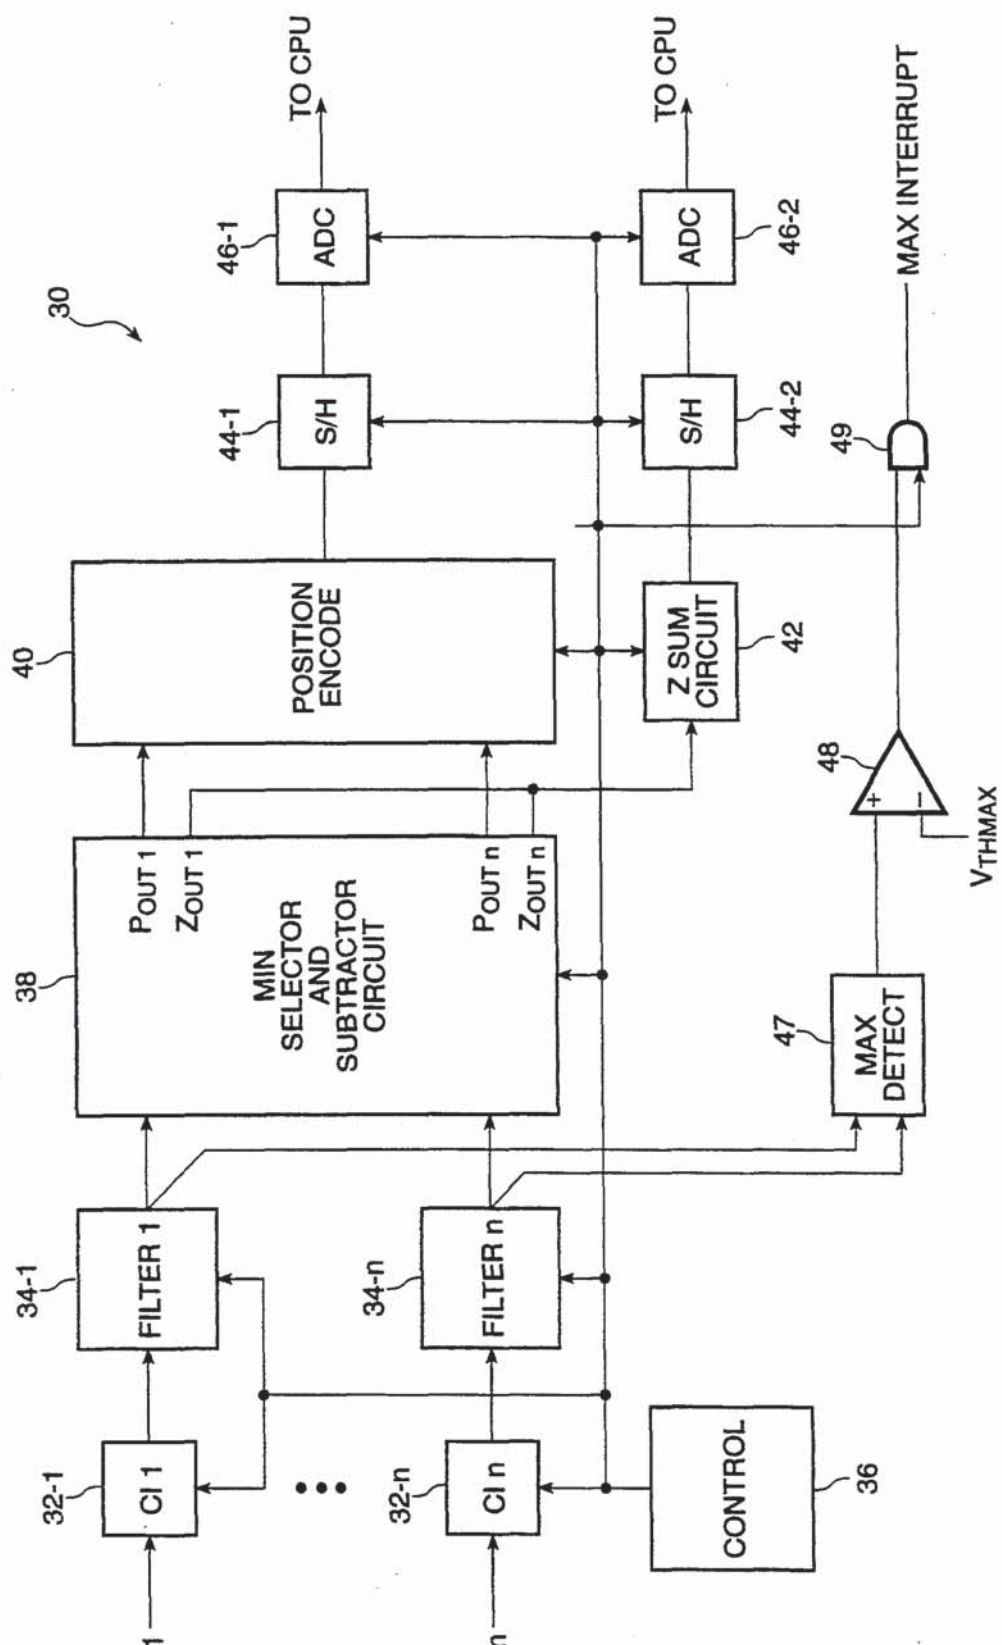 30
1
32-1
CI 1
34-1
FILTER 1
38
MIN
SELECTOR
AND
SUBTRACTOR
CIRCUIT
POUT 1
ZOUT 1
POUT n
ZOUT n
40
POSITION
ENCODE
44-1
S/H
46-1
ADC
TO CPU
n
32-n
CI n
34-n
FILTER n
Z SUM
CIRCUIT
42
S/H
44-2
ADC
46-2
TO CPU
CONTROL
36
47
MAX
DETECT
48
+
−
VTHMAX
49
MAX INTERRUPT